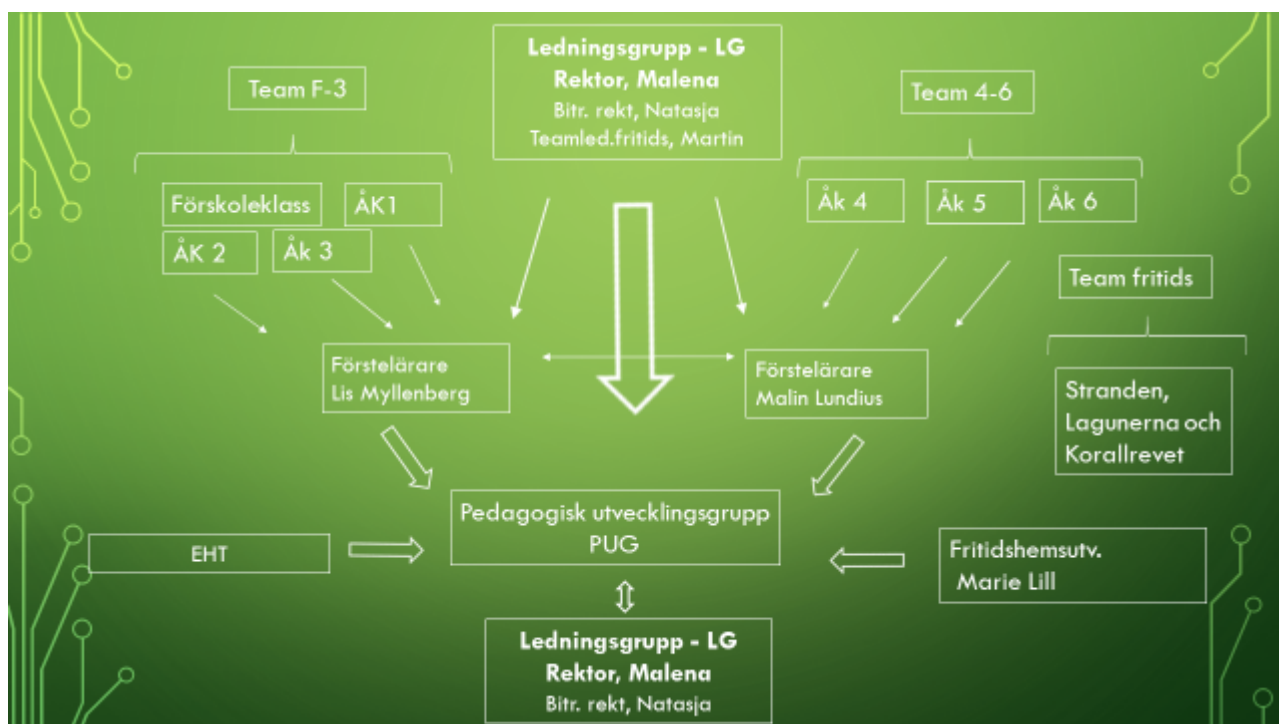 Ledningsgrupp - LG
Rektor, Malena
Bitr. rekt, Natasja
Teamled.fritids, Martin
Team F-3
Team 4-6
Förskoleklass
ÅK1
ÅK 2
Åk 3
Åk 4
Åk 5
Åk 6
Team fritids
Förstelärare
Lis Myllenberg
Förstelärare
Malin Lundius
Stranden,
Lagunerna och
Korallrevet
Pedagogisk utvecklingsgrupp
PUG
EHT
Fritidshemsutv.
Marie Lill
Ledningsgrupp - LG
Rektor, Malena
Bitr. rekt, Natasja